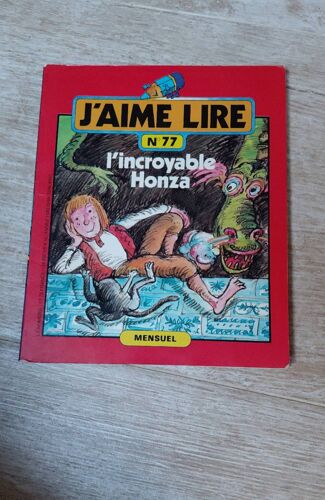 J'AIME LIRE
N° 77
l'incroyable
Honza
MENSUEL